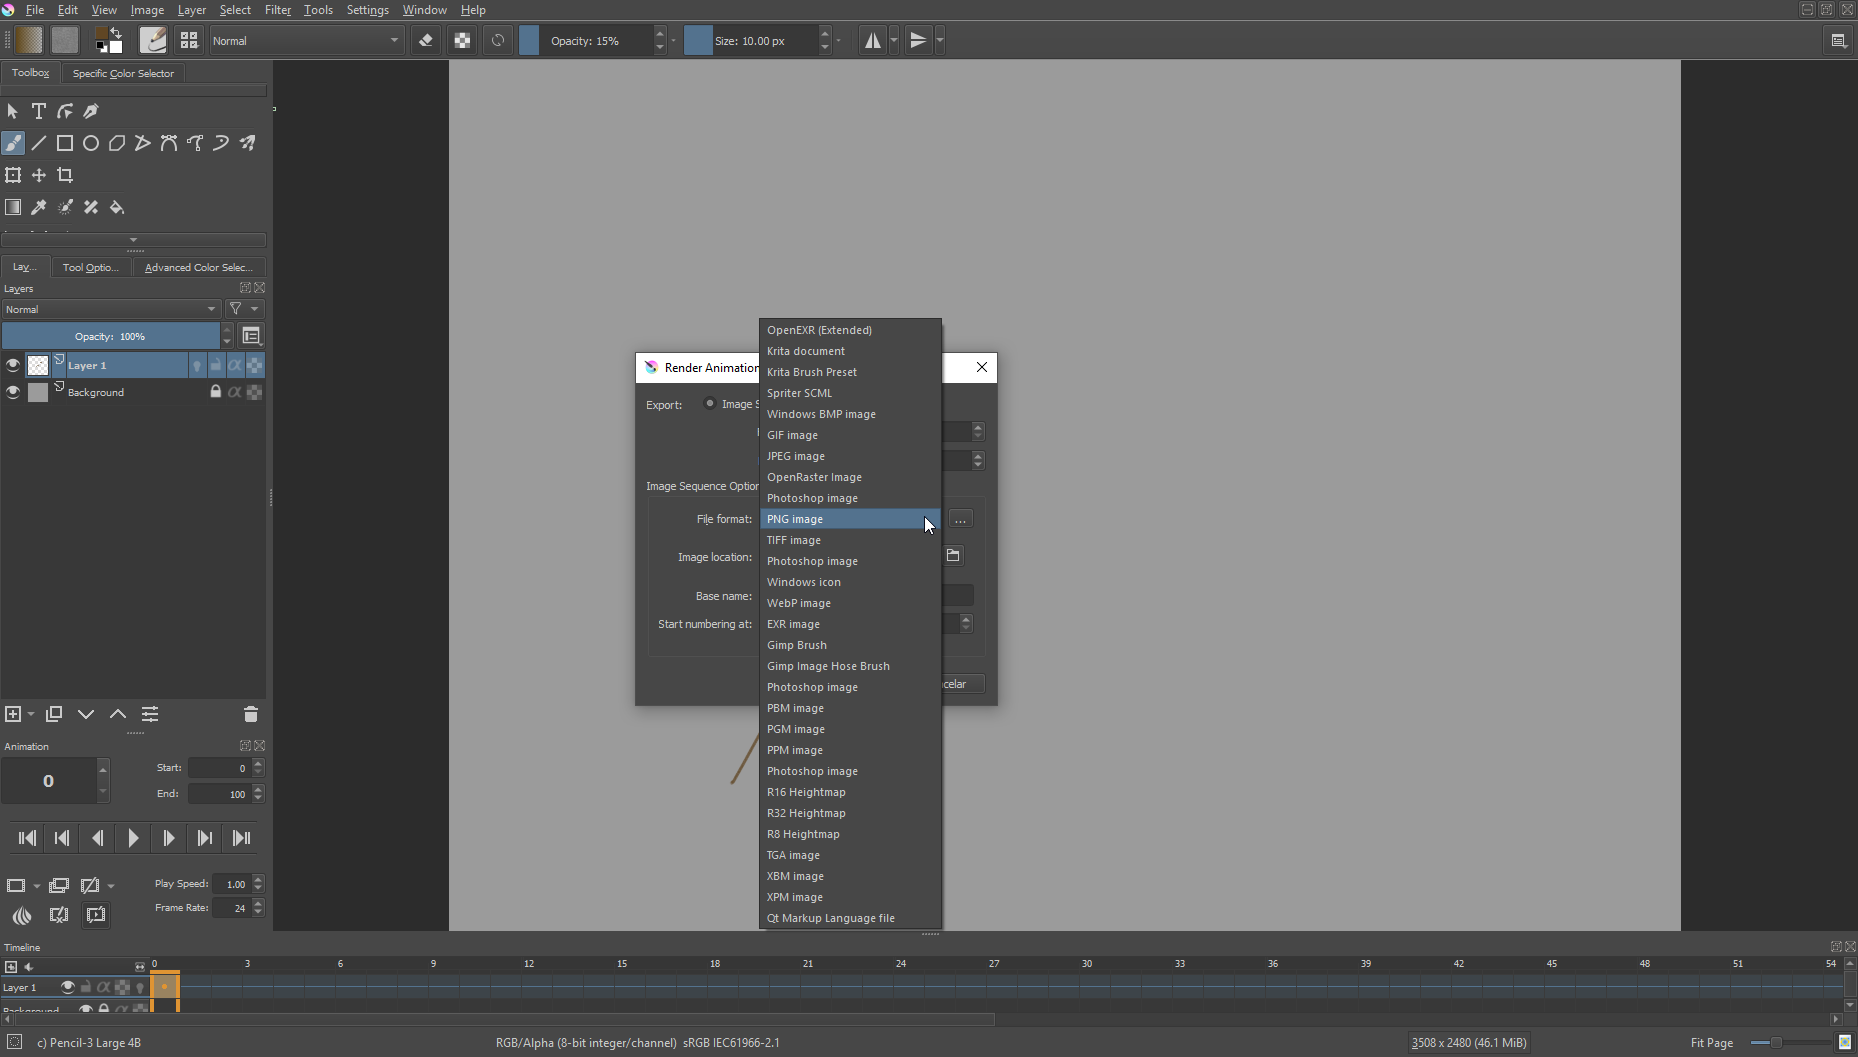 File Edit View Image Layer Select Filter Tools Settings Window Help
Normal Opacity: 15% Size: 10.00 px
Toolbox Specific Color Selector
Lay... Tool Optio... Advanced Color Selec...
Layers
Normal
Opacity: 100%
Layer 1
Background
Animation
0
Start: 0
End: 100
Play Speed: 1.00
Frame Rate: 24
Render Animation
Export: Image S
Image Sequence Option
File format: ...
Image location:
Base name:
Start numbering at:
ncelar
OpenEXR (Extended)
Krita document
Krita Brush Preset
Spriter SCML
Windows BMP image
GIF image
JPEG image
OpenRaster Image
Photoshop image
PNG image
TIFF image
Photoshop image
Windows icon
WebP image
EXR image
Gimp Brush
Gimp Image Hose Brush
Photoshop image
PBM image
PGM image
PPM image
Photoshop image
R16 Heightmap
R32 Heightmap
R8 Heightmap
TGA image
XBM image
XPM image
Qt Markup Language file
Timeline
0 3 6 9 12 15 18 21 24 27 30 33 36 39 42 45 48 51 54
Layer 1
Background
c) Pencil-3 Large 4B RGB/Alpha (8-bit integer/channel) sRGB IEC61966-2.1 3508 x 2480 (46.1 MiB) Fit Page